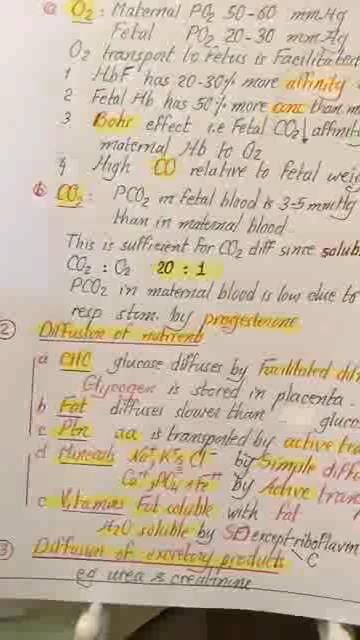 a O₂ : Maternal PO₂ 50-60 mmHg
Fetal PO₂ 20-30 mmHg
O₂ transport to fetus is Facilitated
1 HbF has 20-30% more affinity
2 Fetal Hb has 50% more conc than m
3 Bohr effect i.e Fetal CO₂↓ affinity
maternal Hb to O₂
4 High CO relative to Fetal weig
b CO₂ : PCO₂ in fetal blood is 3-5 mmHg
than in maternal blood
This is sufficient for CO₂ diff since solub
CO₂ : O₂ 20 : 1
PCO₂ in maternal blood is low due to
resp stim. by progesterone
2 Diffusion of nutrient
a CHC glucose diffuses by Facilitated dif
Glycogen is stored in placenta -
b Fat diffuses slower than glucos
c Ptn aa is transported by active tra
d Minerals Na⁺ K⁺ Cl⁻ by Simple diff
Ca⁺⁺, PO₄ by Active tran
e Vitamins Fat soluble with fat
H₂O soluble by SD except riboflavin
C
3 Diffusion of excretory products
eg urea & creatinine